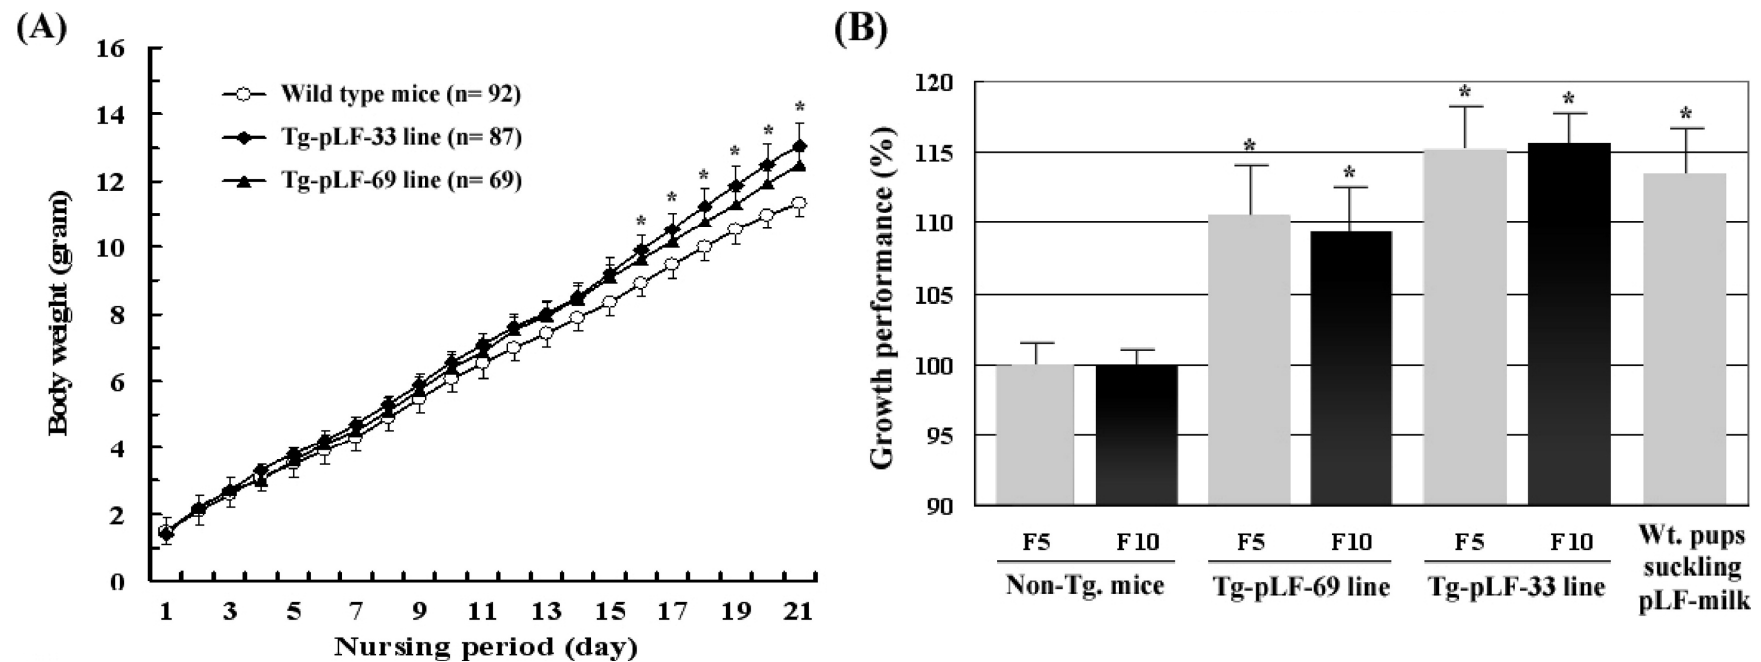 (A)
16
14
12
10
8
6
4
2
0
Body weight (gram)
Wild type mice (n= 92)
Tg-pLF-33 line (n= 87)
Tg-pLF-69 line (n= 69)
* * * * * *
1 3 5 7 9 11 13 15 17 19 21
Nursing period (day)
(B)
120
115
110
105
100
95
90
Growth performance (%)
* * * * *
F5 F10 F5 F10 F5 F10
Non-Tg. mice Tg-pLF-69 line Tg-pLF-33 line
Wt. pups
suckling
pLF-milk